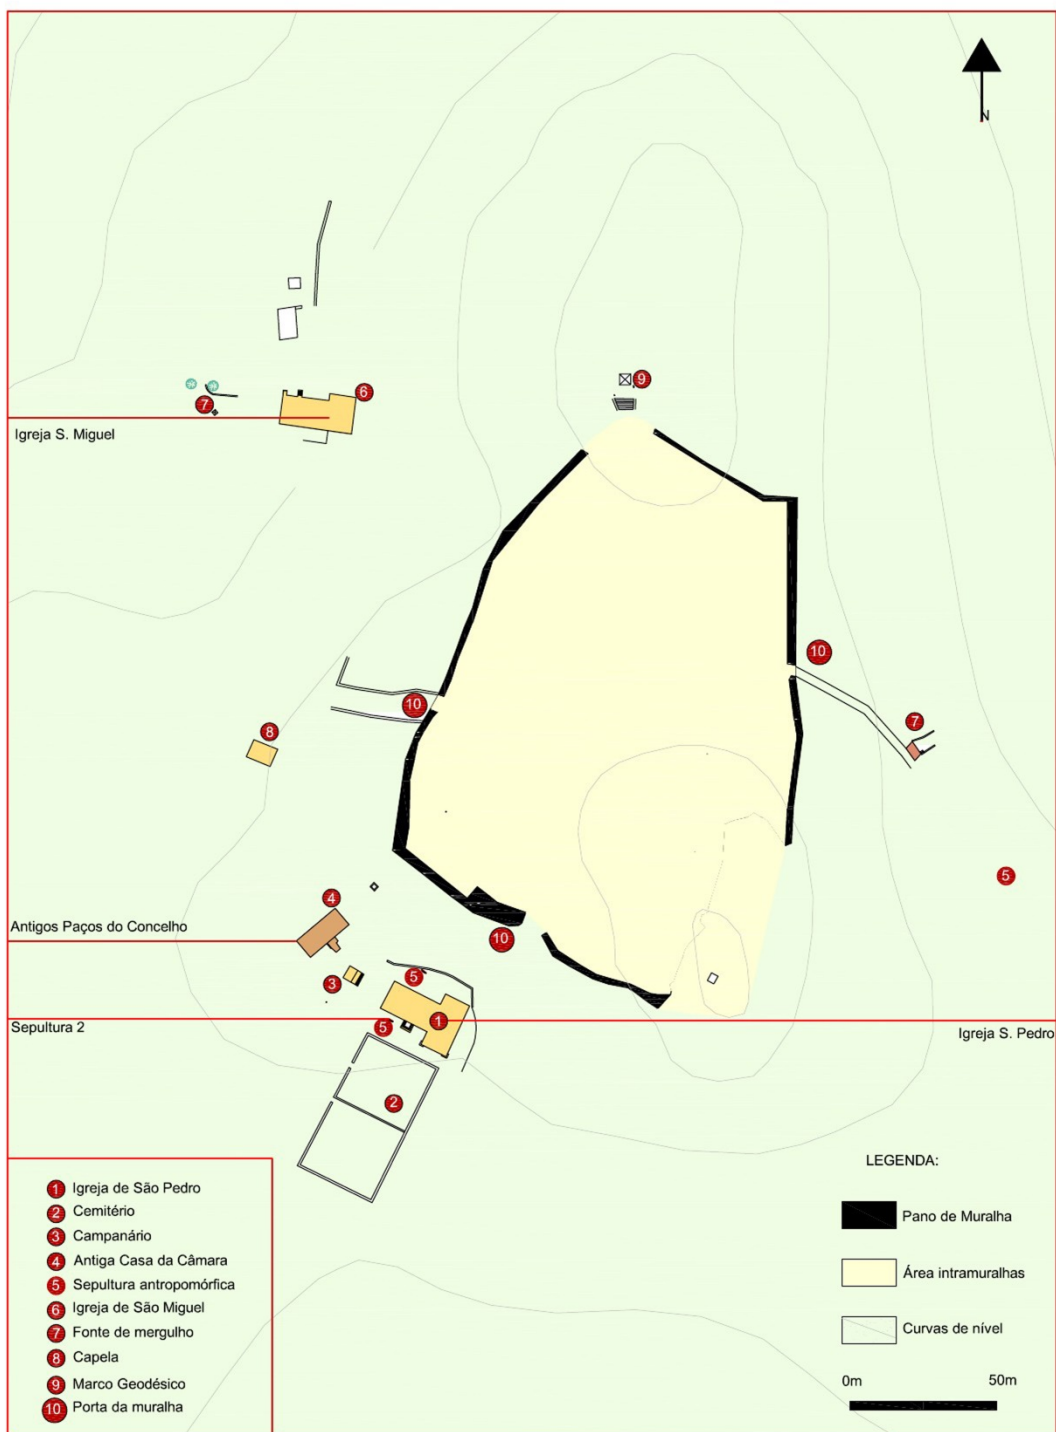 N
9
6
7
Igreja S. Miguel
10
10
7
8
5
4
Antigos Paços do Concelho
10
5
3
Sepultura 2
5
1
Igreja S. Pedro
2
LEGENDA:
Pano de Muralha
Área intramuralhas
Curvas de nível
0m 50m
1 Igreja de São Pedro
2 Cemitério
3 Campanário
4 Antiga Casa da Câmara
5 Sepultura antropomórfica
6 Igreja de São Miguel
7 Fonte de mergulho
8 Capela
9 Marco Geodésico
10 Porta da muralha